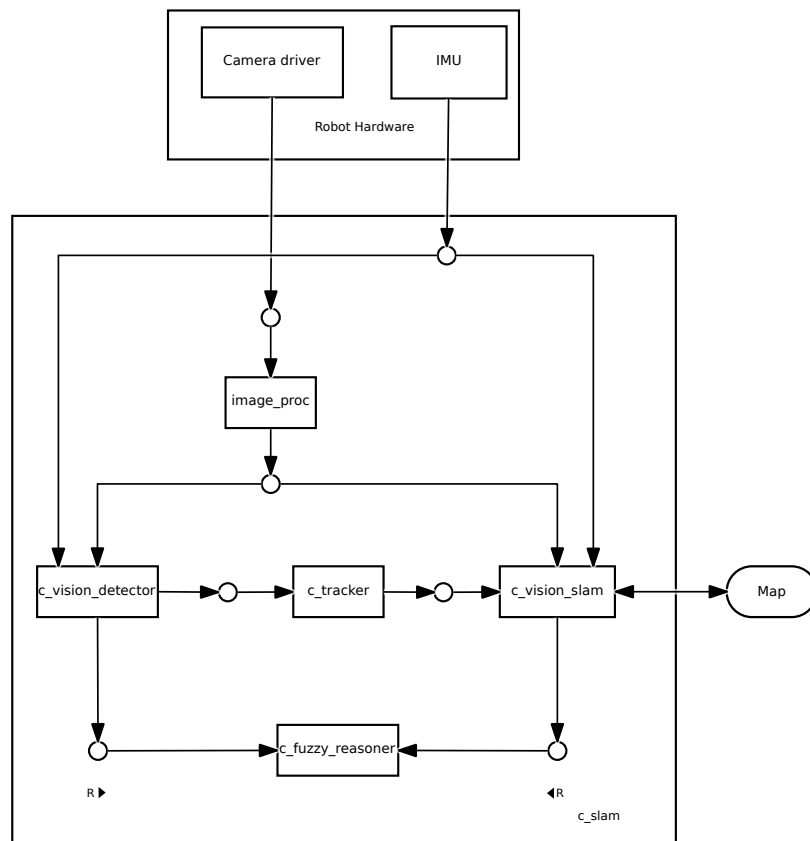 Camera driver
IMU
Robot Hardware
image_proc
c_vision_detector
c_tracker
c_vision_slam
Map
c_fuzzy_reasoner
R
R
c_slam